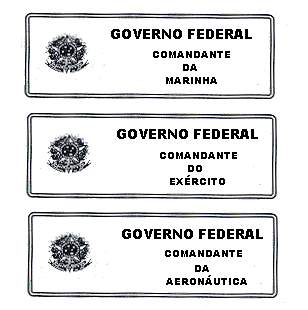 GOVERNO FEDERAL
COMANDANTE
DA
MARINHA
GOVERNO FEDERAL
COMANDANTE
DO
EXÉRCITO
GOVERNO FEDERAL
COMANDANTE
DA
AERONÁUTICA